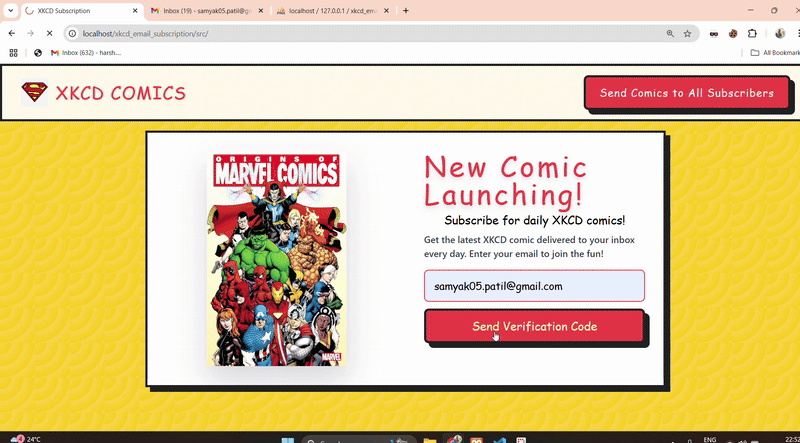 XKCD Subscription
Inbox (19) - samyak05.patil@g
localhost / 127.0.0.1 / xkcd_ema
localhost/xkcd_email_subscription/src/
Inbox (632) - harsh....
All Bookmark
XKCD COMICS
Send Comics to All Subscribers
ORIGINS OF
MARVEL COMICS
MARVEL
New Comic
Launching!
Subscribe for daily XKCD comics!
Get the latest XKCD comic delivered to your inbox
every day. Enter your email to join the fun!
samyak05.patil@gmail.com
Send Verification Code
4
24°C
ENG
22:52